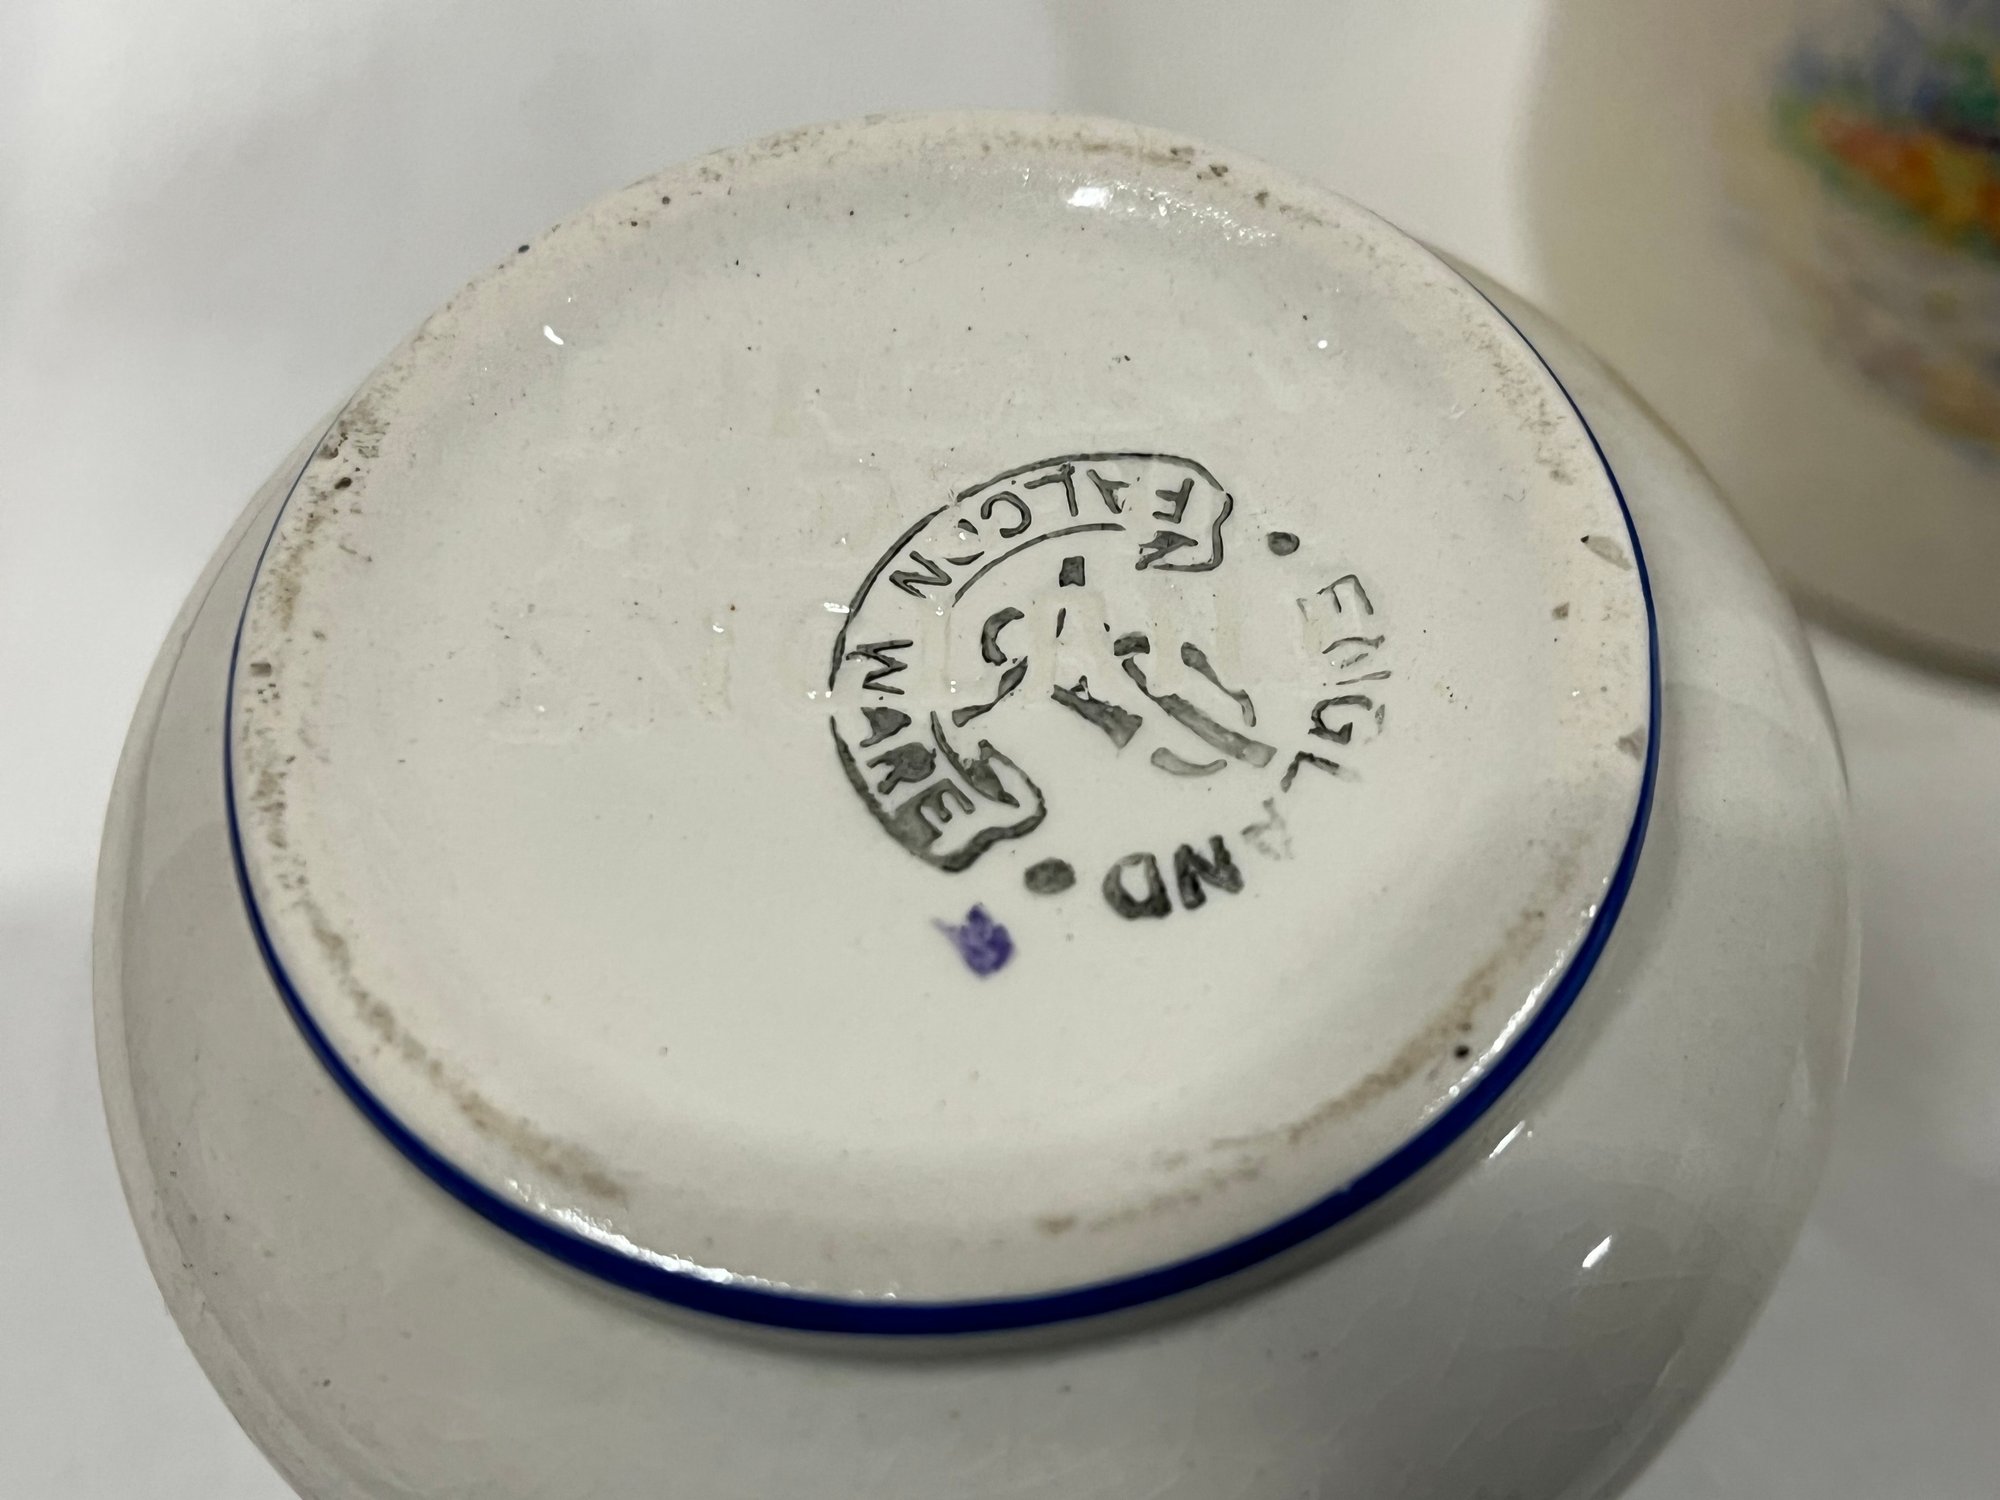 FALCON WARE
• ENGLAND •